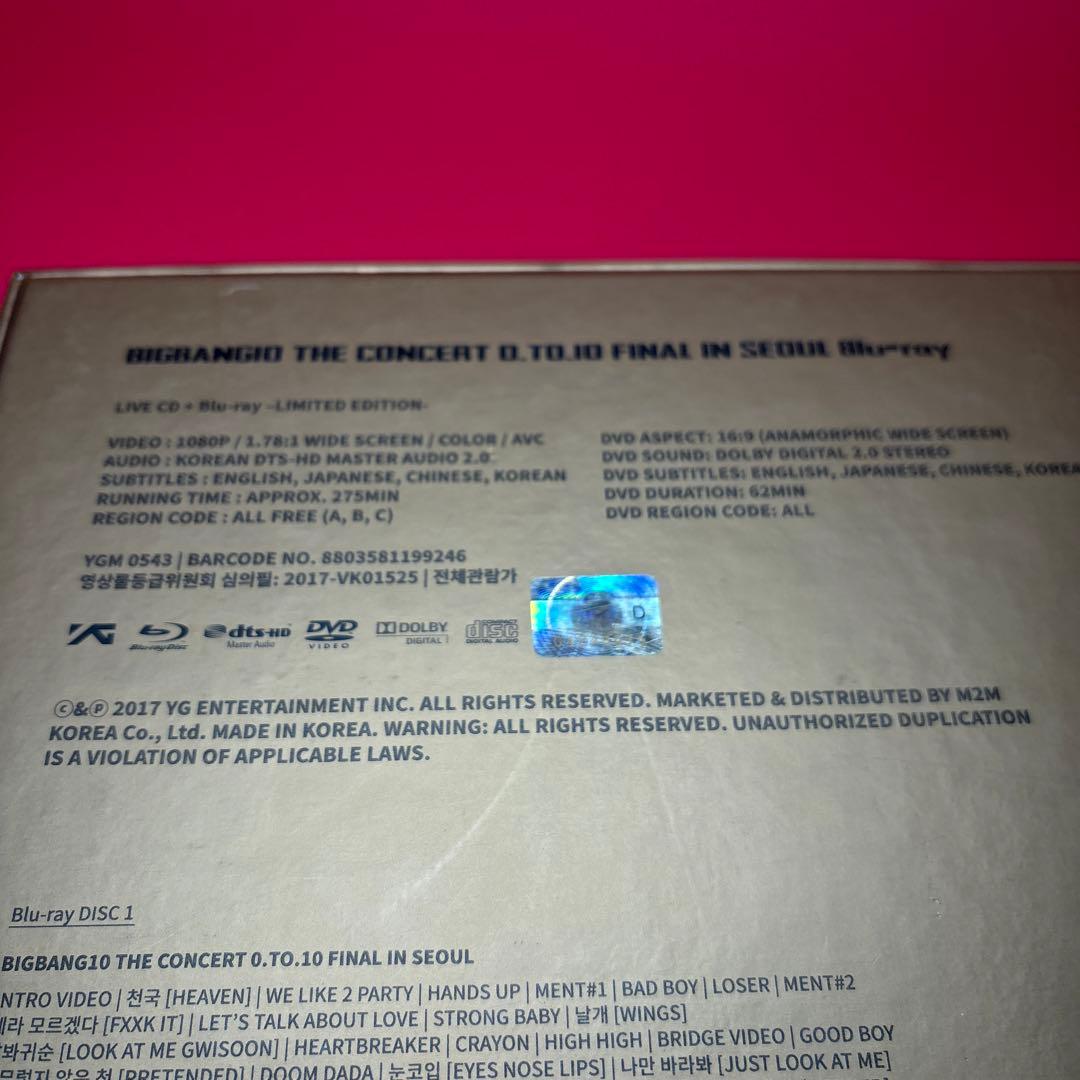 BIGBANG10 THE CONCERT 0.TO.10 FINAL IN SEOUL Blu-ray
LIVE CD + Blu-ray -LIMITED EDITION-
VIDEO : 1080P / 1.78:1 WIDE SCREEN / COLOR / AVC
AUDIO : KOREAN DTS-HD MASTER AUDIO 2.0
SUBTITLES : ENGLISH, JAPANESE, CHINESE, KOREAN
RUNNING TIME : APPROX. 275MIN
REGION CODE : ALL FREE (A, B, C)
DVD ASPECT: 16:9 (ANAMORPHIC WIDE SCREEN)
DVD SOUND: DOLBY DIGITAL 2.0 STEREO
DVD SUBTITLES: ENGLISH, JAPANESE, CHINESE, KOREA
DVD DURATION: 62MIN
DVD REGION CODE: ALL
YGM 0543 | BARCODE NO. 8803581199246
영상물등급위원회 심의필: 2017-VK01525 | 전체관람가
YG Blu-ray Disc dts-HD Master Audio DVD VIDEO DOLBY DIGITAL COMPACT disc DIGITAL AUDIO
D
ⓒ&ⓟ 2017 YG ENTERTAINMENT INC. ALL RIGHTS RESERVED. MARKETED & DISTRIBUTED BY M2M
KOREA Co., Ltd. MADE IN KOREA. WARNING: ALL RIGHTS RESERVED. UNAUTHORIZED DUPLICATION
IS A VIOLATION OF APPLICABLE LAWS.
Blu-ray DISC 1
BIGBANG10 THE CONCERT 0.TO.10 FINAL IN SEOUL
NTRO VIDEO | 천국 [HEAVEN] | WE LIKE 2 PARTY | HANDS UP | MENT#1 | BAD BOY | LOSER | MENT#2
라 모르겠다 [FXXK IT] | LET'S TALK ABOUT LOVE | STRONG BABY | 날개 [WINGS]
봐귀순 [LOOK AT ME GWISOON] | HEARTBREAKER | CRAYON | HIGH HIGH | BRIDGE VIDEO | GOOD BOY
[PRETENDED] | DOOM DADA | 눈코입 [EYES NOSE LIPS] | 나만 바라봐 [JUST LOOK AT ME]